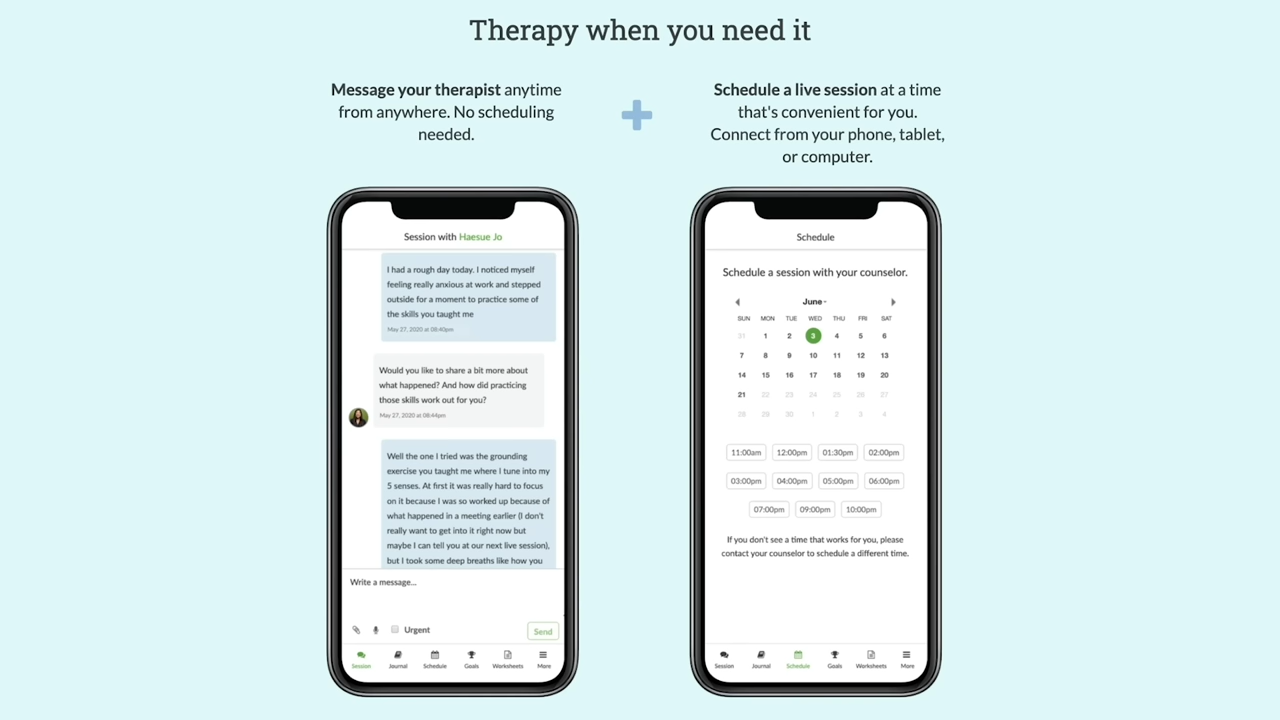 Therapy when you need it
Message your therapist anytime
from anywhere. No scheduling
needed.
Schedule a live session at a time
that's convenient for you.
Connect from your phone, tablet,
or computer.
Session with Haesue Jo
I had a rough day today. I noticed myself
feeling really anxious at work and stepped
outside for a moment to practice some of
the skills you taught me
May 27, 2020 at 08:40pm
Would you like to share a bit more about
what happened? And how did practicing
those skills work out for you?
May 27, 2020 at 08:44pm
Well the one I tried was the grounding
exercise you taught me where I tune into my
5 senses. At first it was really hard to focus
on it because I was so worked up because of
what happened in a meeting earlier (I don't
really want to get into it right now but
maybe I can tell you at our next live session),
but I took some deep breaths like how you
Write a message...
Urgent
Send
Session Journal Schedule Goals Worksheets More
Schedule
Schedule a session with your counselor.
June
SUN MON TUE WED THU FRI SAT
31 1 2 3 4 5 6
7 8 9 10 11 12 13
14 15 16 17 18 19 20
21 22 23 24 25 26 27
28 29 30 1 2 3 4
11:00am 12:00pm 01:30pm 02:00pm
03:00pm 04:00pm 05:00pm 06:00pm
07:00pm 09:00pm 10:00pm
If you don't see a time that works for you, please
contact your counselor to schedule a different time.
Session Journal Schedule Goals Worksheets More